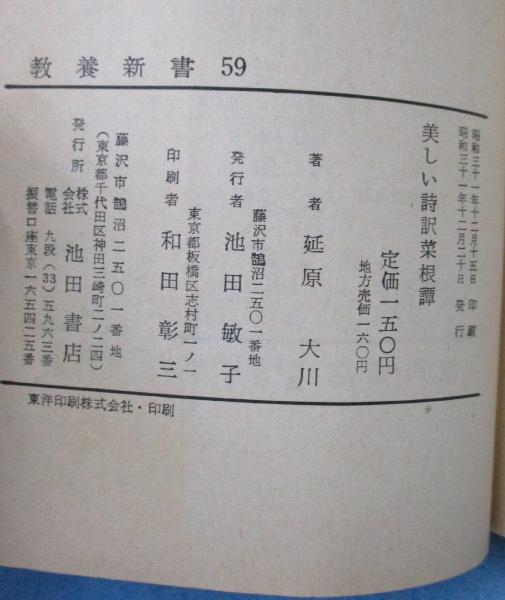 教養新書 59
昭和三十一年十二月十五日 印刷
昭和三十一年十二月二十日 発行
美しい詩訳菜根譚
定価一五〇円
地方売価一六〇円
著者 延原大川
藤沢市鵠沼二五〇一番地
発行者 池田敏子
東京都板橋区志村町一ノ一
印刷者 和田彰三
藤沢市鵠沼二五〇一番地
(東京都千代田区神田三崎町二ノ二四)
発行所 株式会社 池田書店
電話 九段(33)五九六三番
振替口座東京一六五四二五番
東洋印刷株式会社・印刷